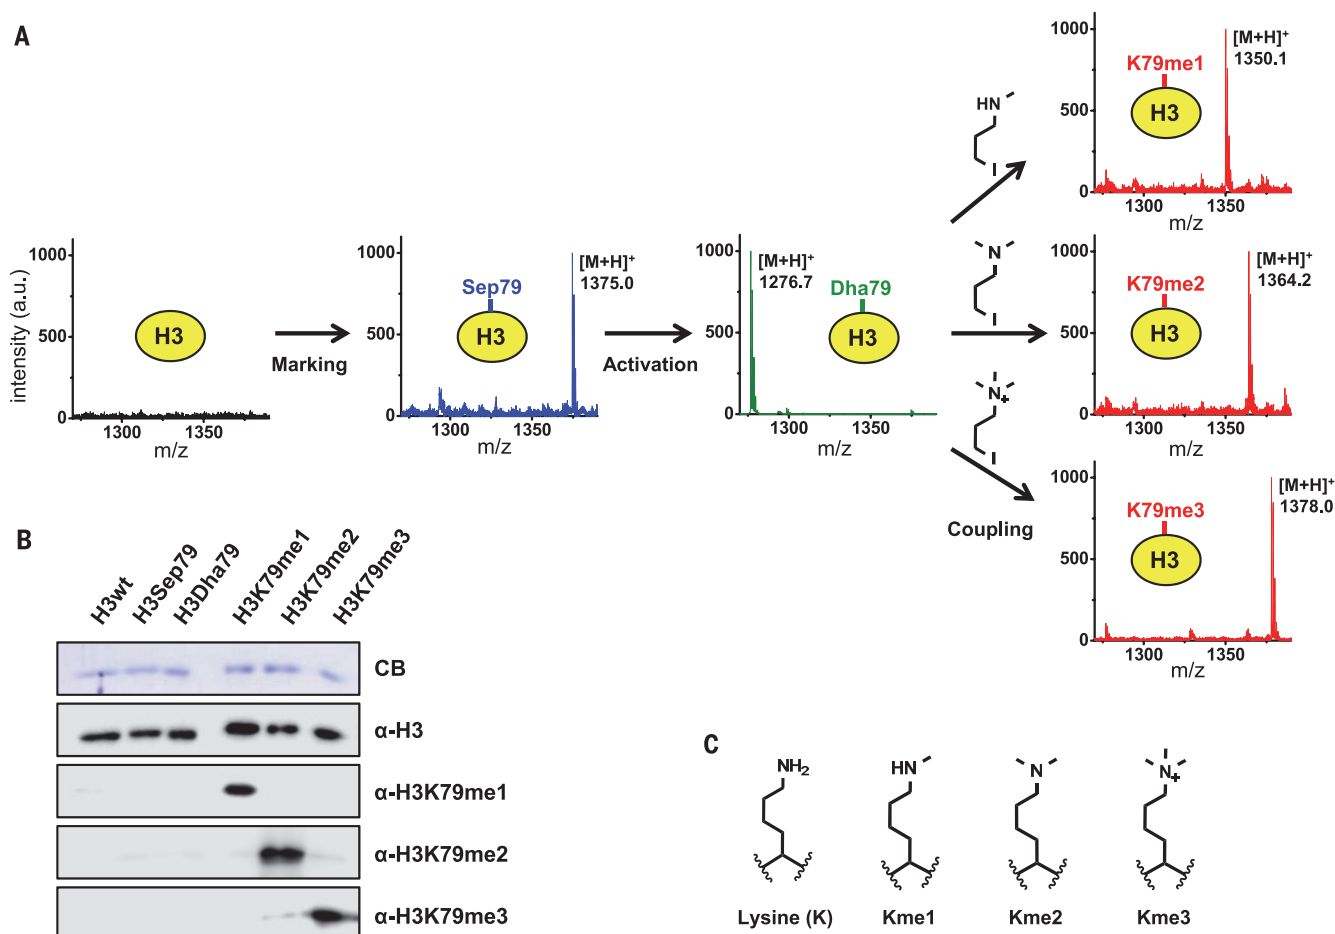 A
1000
500
0
1300
1350
intensity (a.u.)
m/z
H3
Marking
1000
500
0
1300
1350
m/z
Sep79
H3
[M+H]+
1375.0
Activation
1000
500
0
1300
1350
m/z
[M+H]+
1276.7
Dha79
H3
HN
I
N
I
N+
I
Coupling
1000
500
0
1300
1350
m/z
K79me1
H3
[M+H]+
1350.1
1000
500
0
1300
1350
m/z
K79me2
H3
[M+H]+
1364.2
1000
500
0
1300
1350
m/z
K79me3
H3
[M+H]+
1378.0
B
H3wt
H3Sep79
H3Dha79
H3K79me1
H3K79me2
H3K79me3
CB
α-H3
α-H3K79me1
α-H3K79me2
α-H3K79me3
C
NH2
HN
N
N+
Lysine (K)
Kme1
Kme2
Kme3